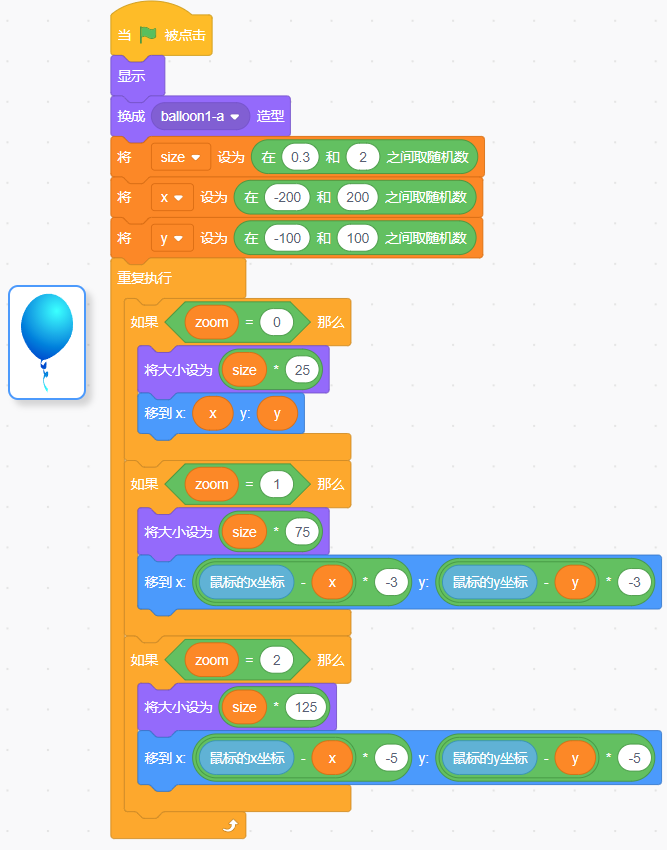 当 被点击
显示
换成 balloon1-a 造型
将 size 设为 在 0.3 和 2 之间取随机数
将 x 设为 在 -200 和 200 之间取随机数
将 y 设为 在 -100 和 100 之间取随机数
重复执行
如果 zoom = 0 那么
将大小设为 size * 25
移到 x: x y: y
如果 zoom = 1 那么
将大小设为 size * 75
移到 x: 鼠标的x坐标 - x * -3 y: 鼠标的y坐标 - y * -3
如果 zoom = 2 那么
将大小设为 size * 125
移到 x: 鼠标的x坐标 - x * -5 y: 鼠标的y坐标 - y * -5